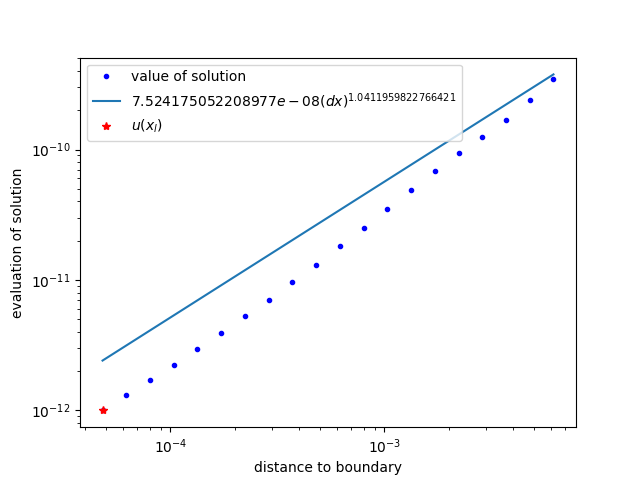 value of solution
7.524175052208977e − 08(dx)^1.0411959822766421
u(x_l)
evaluation of solution
10^−10
10^−11
10^−12
10^−4
10^−3
distance to boundary